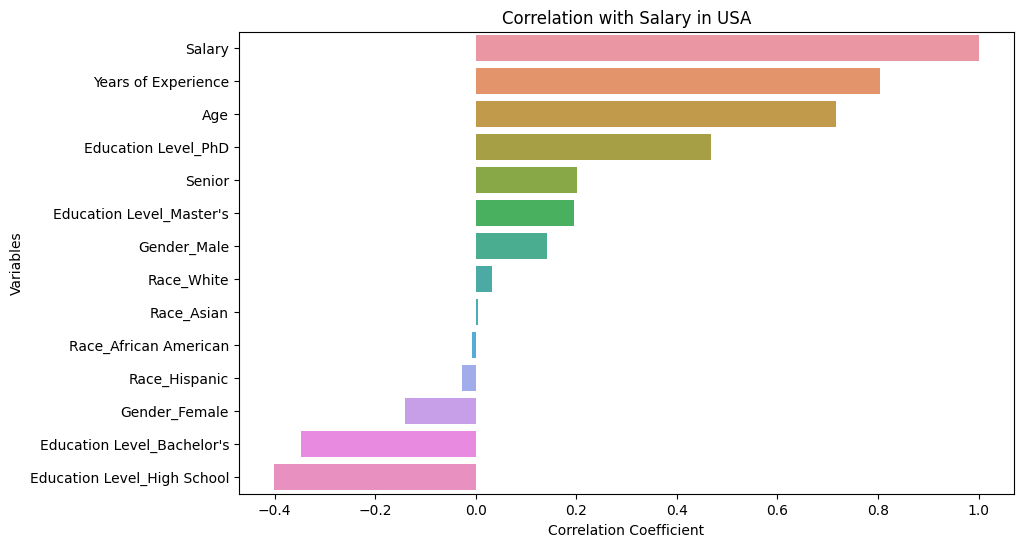 Correlation with Salary in USA
Salary
Years of Experience
Age
Education Level_PhD
Senior
Education Level_Master's
Gender_Male
Race_White
Race_Asian
Race_African American
Race_Hispanic
Gender_Female
Education Level_Bachelor's
Education Level_High School
Variables
−0.4 −0.2 0.0 0.2 0.4 0.6 0.8 1.0
Correlation Coefficient